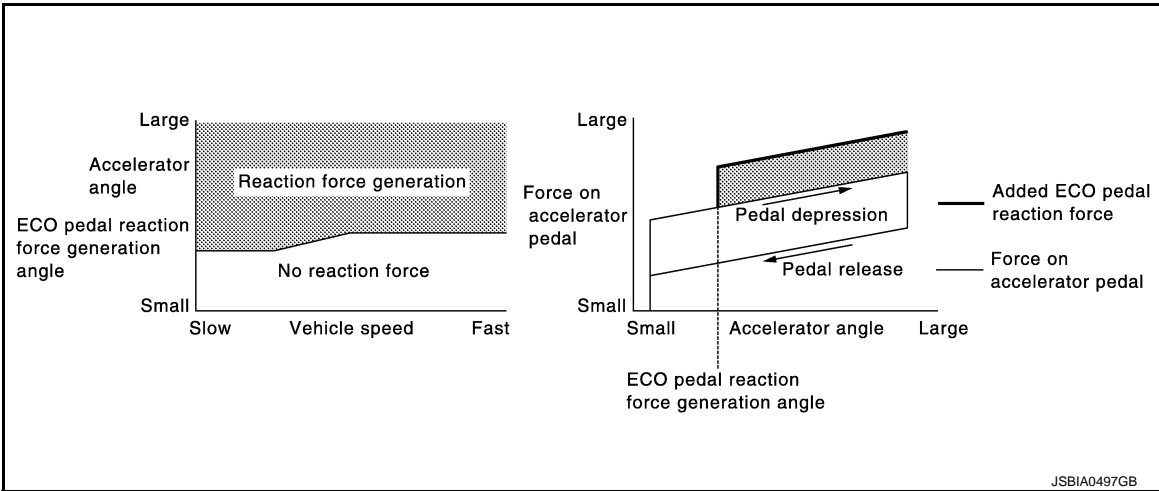 Large
Accelerator
angle
ECO pedal reaction
force generation
angle
Reaction force generation
No reaction force
Small
Slow
Vehicle speed
Fast
Large
Force on
accelerator
pedal
Pedal depression
Pedal release
Small
Small
Accelerator angle
Large
ECO pedal reaction
force generation angle
Added ECO pedal
reaction force
Force on
accelerator pedal
JSBIA0497GB